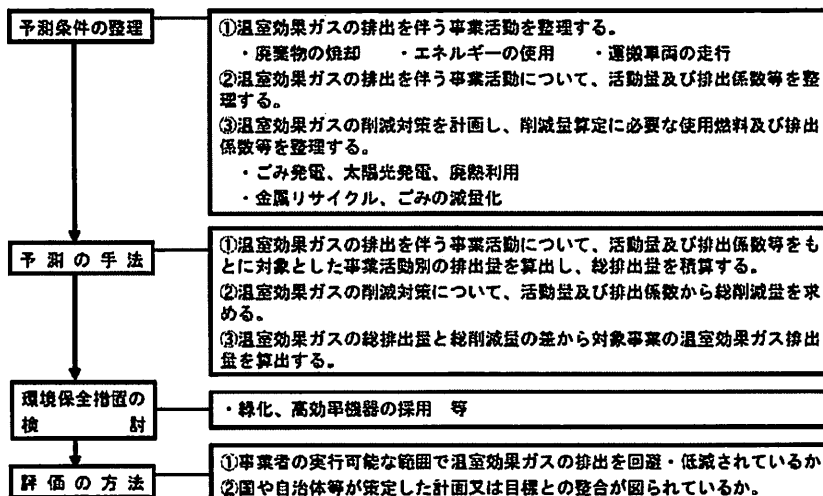 予測条件の整理
①温室効果ガスの排出を伴う事業活動を整理する。
・廃棄物の焼却　・エネルギーの使用　・運搬車両の走行
②温室効果ガスの排出を伴う事業活動について、活動量及び排出係数等を整
理する。
③温室効果ガスの削減対策を計画し、削減量算定に必要な使用燃料及び排出
係数等を整理する。
・ごみ発電、太陽光発電、廃熱利用
・金属リサイクル、ごみの減量化
予測の手法
①温室効果ガスの排出を伴う事業活動について、活動量及び排出係数等をも
とに対象とした事業活動別の排出量を算出し、総排出量を積算する。
②温室効果ガスの削減対策について、活動量及び排出係数から総削減量を求
める。
③温室効果ガスの総排出量と総削減量の差から対象事業の温室効果ガス排出
量を算出する。
環境保全措置の
検討
・緑化、高効率機器の採用　等
評価の方法
①事業者の実行可能な範囲で温室効果ガスの排出を回避・低減されているか
②国や自治体等が策定した計画又は目標との整合が図られているか。